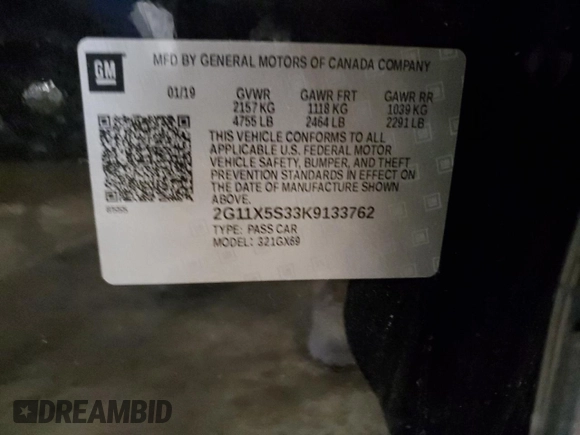 GM
MFD BY GENERAL MOTORS OF CANADA COMPANY
01/19 GVWR GAWR FRT GAWR RR
2157 KG 1118 KG 1039 KG
4755 LB 2464 LB 2291 LB
THIS VEHICLE CONFORMS TO ALL
APPLICABLE U.S. FEDERAL MOTOR
VEHICLE SAFETY, BUMPER, AND THEFT
PREVENTION STANDARDS IN EFFECT ON
THE DATE OF MANUFACTURE SHOWN
ABOVE.
2G11X5S33K9133762
TYPE: PASS CAR
MODEL: 321GX69
DREAMBID